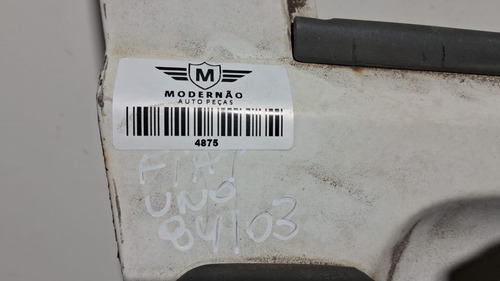 M
MODERNÃO
AUTO PEÇAS
4875
FIAT
UNO
84/03